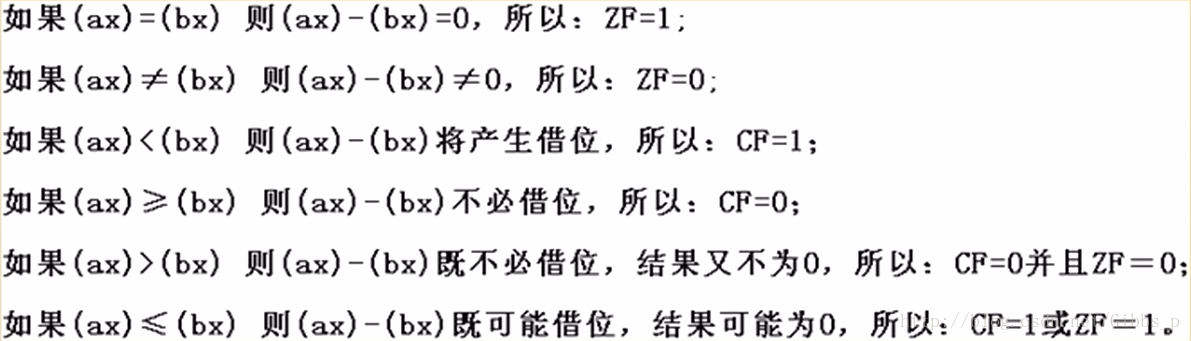 如果(ax)=(bx) 则(ax)-(bx)=0，所以：ZF=1；
如果(ax)≠(bx) 则(ax)-(bx)≠0，所以：ZF=0；
如果(ax)<(bx) 则(ax)-(bx)将产生借位，所以：CF=1；
如果(ax)≥(bx) 则(ax)-(bx)不必借位，所以：CF=0；
如果(ax)>(bx) 则(ax)-(bx)既不必借位，结果又不为0，所以：CF=0并且ZF＝0；
如果(ax)≤(bx) 则(ax)-(bx)既可能借位，结果可能为0，所以：CF=1或ZF＝1。